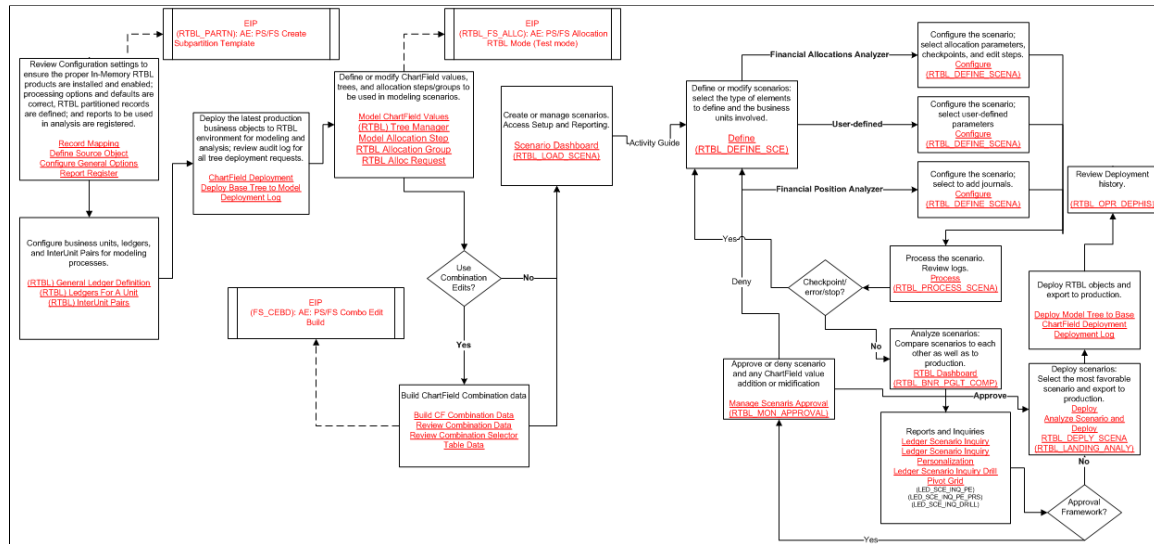 EIP
(RTBL_PARTN): AE: PS/FS Create
Subpartition Template
EIP
(RTBL_FS_ALLC): AE: PS/FS Allocation
RTBL Mode (Test mode)
Review Configuration settings to
ensure the proper In-Memory RTBL
products are installed and enabled;
processing options and defaults are
correct, RTBL partitioned records
are defined; and reports to be used
in analysis are registered.
Record Mapping
Define Source Object
Configure General Options
Report Register
Configure business units, ledgers,
and InterUnit Pairs for modeling
processes.
(RTBL) General Ledger Definition
(RTBL) Ledgers For A Unit
(RTBL) InterUnit Pairs
Deploy the latest production
business objects to RTBL
environment for modeling and
analysis; review audit log for
all tree deployment requests.
ChartField Deployment
Deploy Base Tree to Model
Deployment Log
Define or modify ChartField values,
trees, and allocation steps/groups
to be used in modeling scenarios.
Model ChartField Values
(RTBL) Tree Manager
Model Allocation Step
RTBL Allocation Group
RTBL Alloc Request
Use
Combination
Edits?
No
Yes
EIP
(FS_CEBD): AE: PS/FS Combo Edit
Build
Build ChartField Combination data
Build CF Combination Data
Review Combination Data
Review Combination Selector
Table Data
Create or manage scenarios.
Access Setup and Reporting.
Scenario Dashboard
(RTBL_LOAD_SCENA)
Activity Guide
Define or modify scenarios:
select the type of elements
to define and the business
units involved.
Define
(RTBL_DEFINE_SCE)
Financial Allocations Analyzer
User-defined
Financial Position Analyzer
Configure the scenario;
select allocation parameters,
checkpoints, and edit steps.
Configure
(RTBL_DEFINE_SCENA)
Configure the scenario;
select user-defined
parameters
Configure
(RTBL_DEFINE_SCENA)
Configure the scenario;
select to add journals.
Configure
(RTBL_DEFINE_SCENA)
Process the scenario.
Review logs.
Process
(RTBL_PROCESS_SCENA)
Checkpoint/
error/stop?
Yes
No
Deny
Analyze scenarios:
Compare scenarios to each
other as well as to
production.
RTBL Dashboard
(RTBL_BNR_PGLT_COMP)
Reports and Inquiries
Ledger Scenario Inquiry
Ledger Scenario Inquiry
Personalization
Ledger Scenario Inquiry Drill
Pivot Grid
(LED_SCE_INQ_PE)
(LED_SCE_INQ_PE_PRS)
(LED_SCE_INQ_DRILL)
Approval
Framework?
No
Yes
Approve or deny scenario
and any ChartField value
addition or midification
Manage Scenaris Approval
(RTBL_MON_APPROVAL)
Approve
Deploy scenarios:
Select the most favorable
scenario and export to
production.
Deploy
Analyze Scenario and
Deploy
RTBL_DEPLY_SCENA
(RTBL_LANDING_ANALY)
Deploy RTBL objects and
export to production.
Deploy Model Tree to Base
ChartField Deployment
Deployment Log
Review Deployment
history.
(RTBL_OPR_DEPHIS)